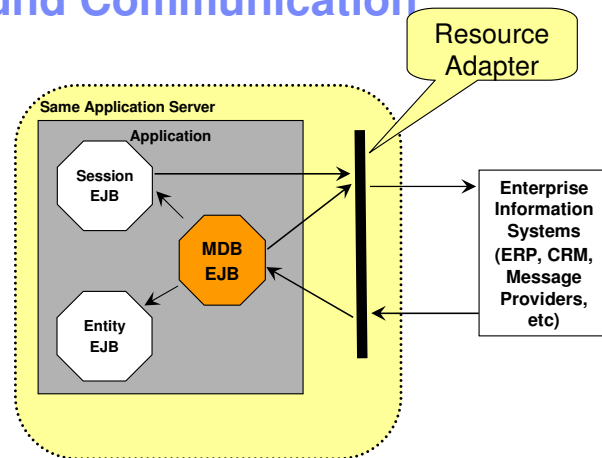 Communication
Resource
Adapter
Same Application Server
Application
Session
EJB
MDB
EJB
Entity
EJB
Enterprise
Information
Systems
(ERP, CRM,
Message
Providers,
etc)